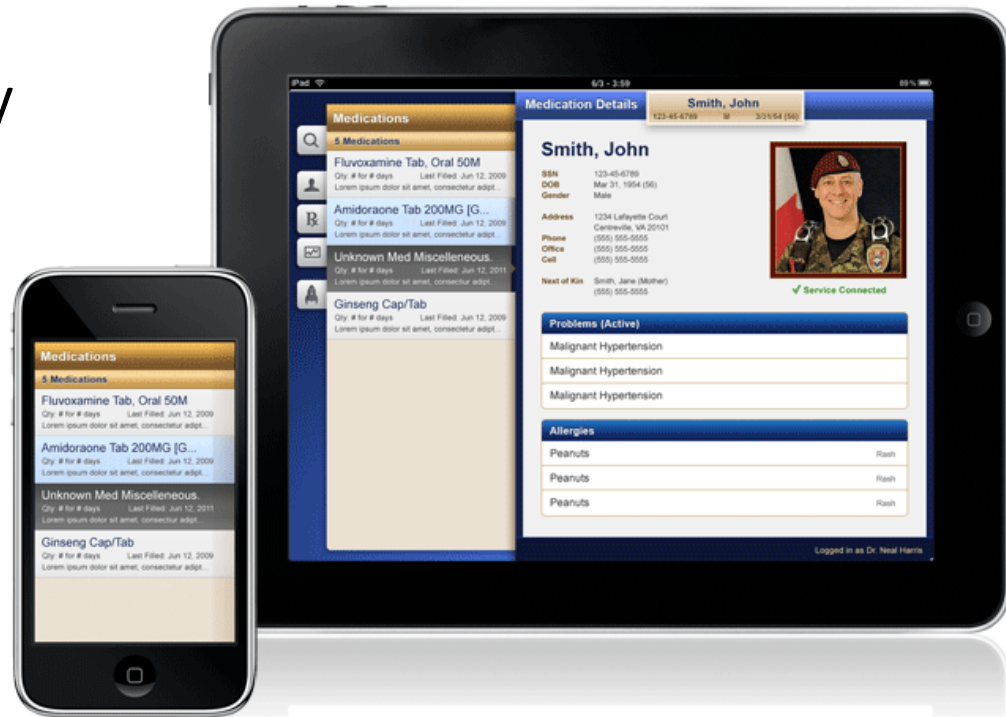 y
iPad
6/3 - 3:59
89%
Medications
5 Medications
Fluvoxamine Tab, Oral 50M
Qty: # for # days Last Filled: Jun 12, 2009
Lorem ipsum dolor sit amet, consectetur adipt...
Amidoraone Tab 200MG [G...
Qty: # for # days Last Filled: Jun 12, 2009
Lorem ipsum dolor sit amet, consectetur adipt...
Unknown Med Miscelleneous.
Qty: # for # days Last Filled: Jun 12, 2011
Lorem ipsum dolor sit amet, consectiur adipt.
Ginseng Cap/Tab
Qty: # for # days Last Filled: Jun 12, 2009
Lorem ipsum dolor sit amet, consectetur adipt...
Medication Details
Smith, John
123-45-6789 M 3/31/54 (56)
Smith, John
SSN 123-45-6789
DOB Mar 31, 1954 (56)
Gender Male
Address 1234 Lafayette Court
Centreville, VA 20101
Phone (555) 555-5555
Office (555) 555-5555
Cell (555) 555-5555
Next of Kin Smith, Jane (Mother)
(555) 555-5555
Service Connected
Problems (Active)
Malignant Hypertension
Malignant Hypertension
Malignant Hypertension
Allergies
Peanuts Rash
Peanuts Rash
Peanuts Rash
Logged in as Dr. Neal Harris
Medications
5 Medications
Fluvoxamine Tab, Oral 50M
Qty: # for # days Last Filled: Jun 12, 2009
Lorem ipsum dolor sit amet, consectetur adipt...
Amidoraone Tab 200MG [G...
Qty: # for # days Last Filled: Jun 12, 2009
Lorem ipsum dolor sit amet, consectetur adipt...
Unknown Med Miscelleneous.
Qty: # for # days Last Filled: Jun 12, 2011
Lorem ipsum dolor sit amet, consectiur adipt...
Ginseng Cap/Tab
Qty: # for # days Last Filled: Jun 12, 2009
Lorem ipsum dolor sit amet, consectetur adipt...